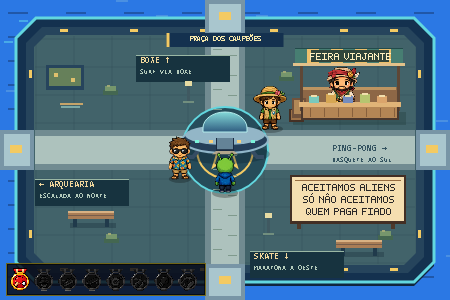 PRAÇA DOS CAMPEÕES
BOXE ↑
SURF VIA BOXE
FEIRA VIAJANTE
PING-PONG →
BASQUETE AO SUL
← ARQUEARIA
ESCALADA AO NORTE
ACEITAMOS ALIENS
SÓ NÃO ACEITAMOS
QUEM PAGA FIADO
SKATE ↓
MARATONA A OESTE